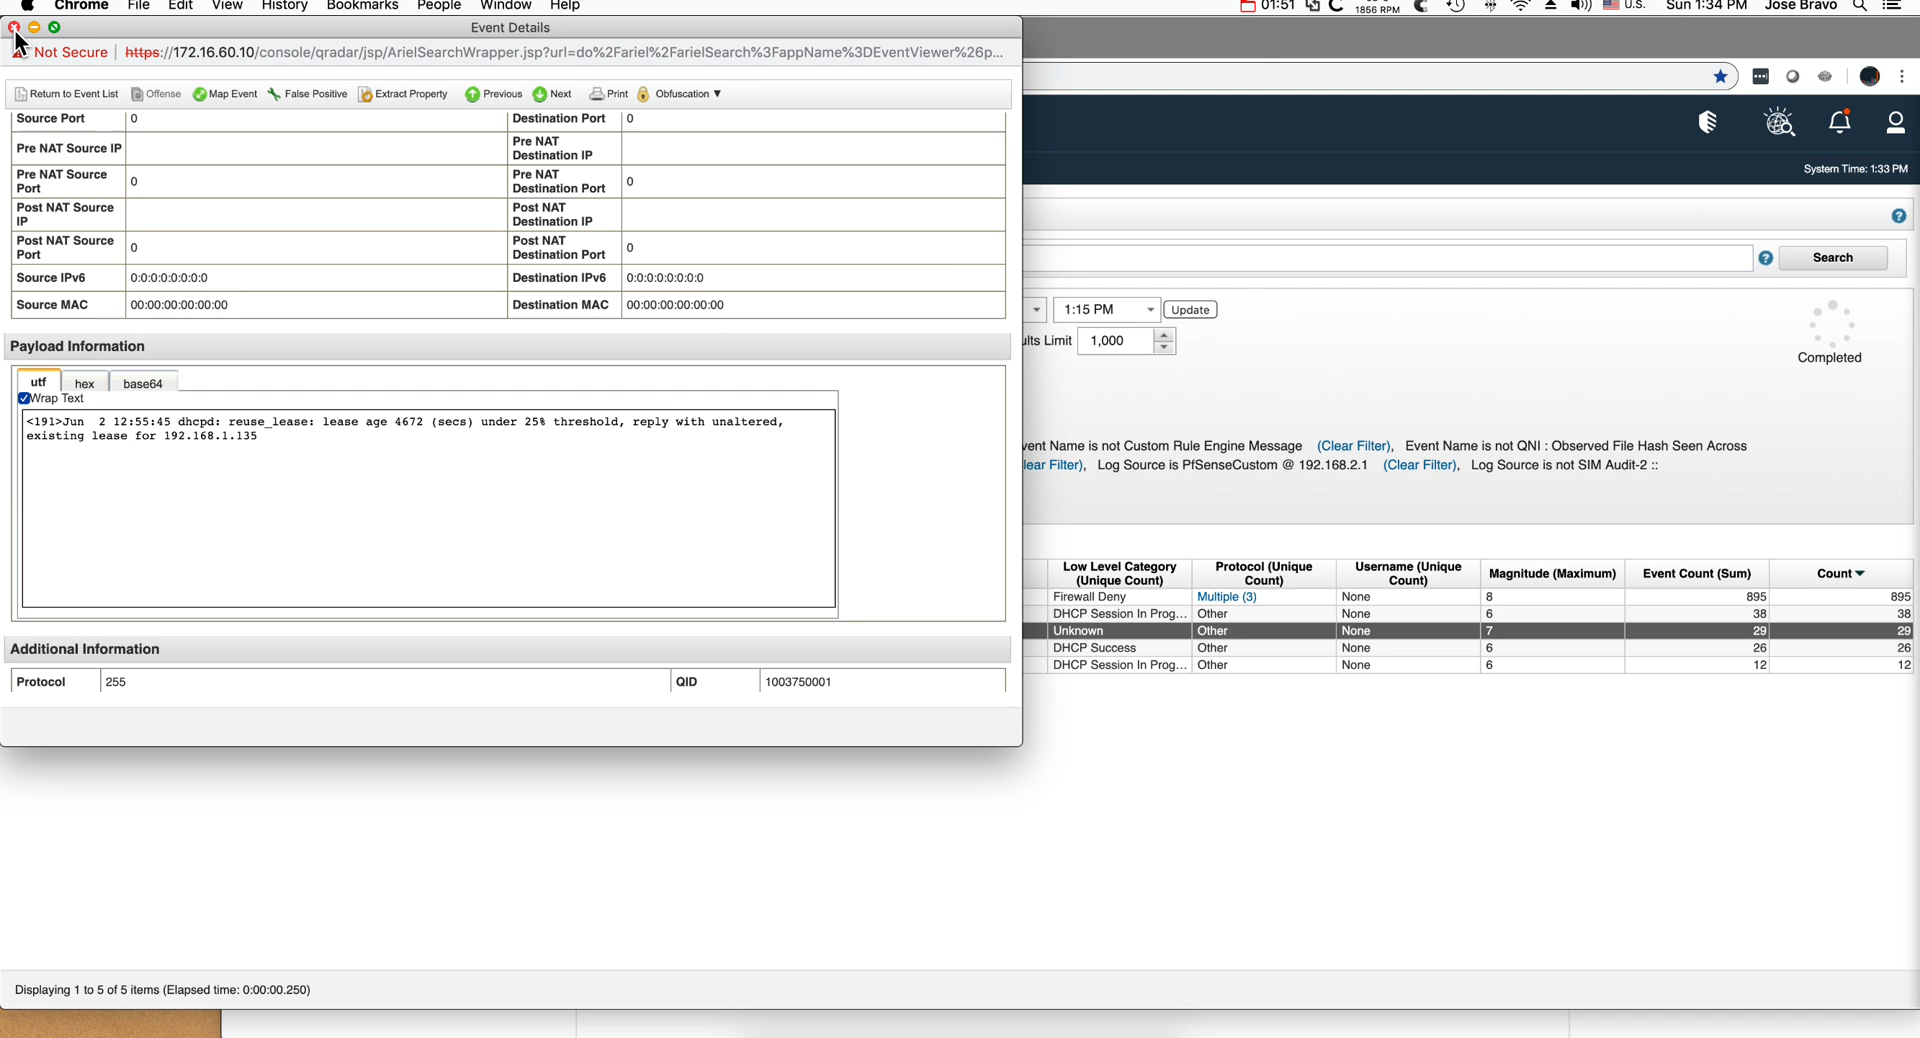 Chrome File Edit View History Bookmarks People Window Help 01:51 1856 RPM U.S. Sun 1:34 PM Jose Bravo
Event Details
Not Secure | https://172.16.60.10/console/qradar/jsp/ArielSearchWrapper.jsp?url=do%2Fariel%2FarielSearch%3FappName%3DEventViewer%26p...
Return to Event List Offense Map Event False Positive Extract Property Previous Next Print Obfuscation ▼
Source Port 0 Destination Port 0
Pre NAT Source IP Pre NAT Destination IP
Pre NAT Source Port 0 Pre NAT Destination Port 0
Post NAT Source IP Post NAT Destination IP
Post NAT Source Port 0 Post NAT Destination Port 0
Source IPv6 0:0:0:0:0:0:0:0 Destination IPv6 0:0:0:0:0:0:0:0
Source MAC 00:00:00:00:00:00 Destination MAC 00:00:00:00:00:00
Payload Information
utf hex base64
Wrap Text
<191>Jun  2 12:55:45 dhcpd: reuse_lease: lease age 4672 (secs) under 25% threshold, reply with unaltered,
existing lease for 192.168.1.135
Additional Information
Protocol 255 QID 1003750001
System Time: 1:33 PM
Search
1:15 PM Update
Limit 1,000
Completed
Event Name is not Custom Rule Engine Message (Clear Filter), Event Name is not QNI : Observed File Hash Seen Across
Filter), Log Source is PfSenseCustom @ 192.168.2.1 (Clear Filter), Log Source is not SIM Audit-2 ::
Low Level Category (Unique Count) Protocol (Unique Count) Username (Unique Count) Magnitude (Maximum) Event Count (Sum) Count ▼
Firewall Deny Multiple (3) None 8 895 895
DHCP Session In Prog... Other None 6 38 38
Unknown Other None 7 29 29
DHCP Success Other None 6 26 26
DHCP Session In Prog... Other None 6 12 12
Displaying 1 to 5 of 5 items (Elapsed time: 0:00:00.250)